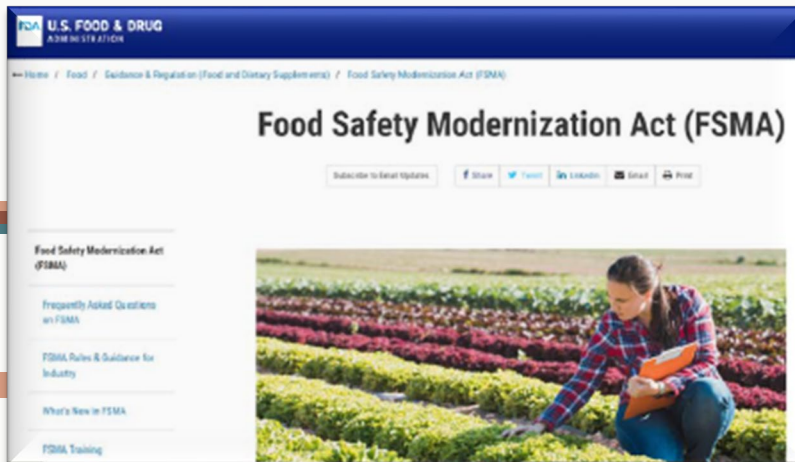 FDA U.S. FOOD & DRUG
ADMINISTRATION
← Home / Food / Guidance & Regulation (Food and Dietary Supplements) / Food Safety Modernization Act (FSMA)
Food Safety Modernization Act (FSMA)
Subscribe to Email Updates f Share Tweet in Linkedin Email Print
Food Safety Modernization Act
(FSMA)
Frequently Asked Questions
on FSMA
FSMA Rules & Guidance for
Industry
What's New in FSMA
FSMA Training